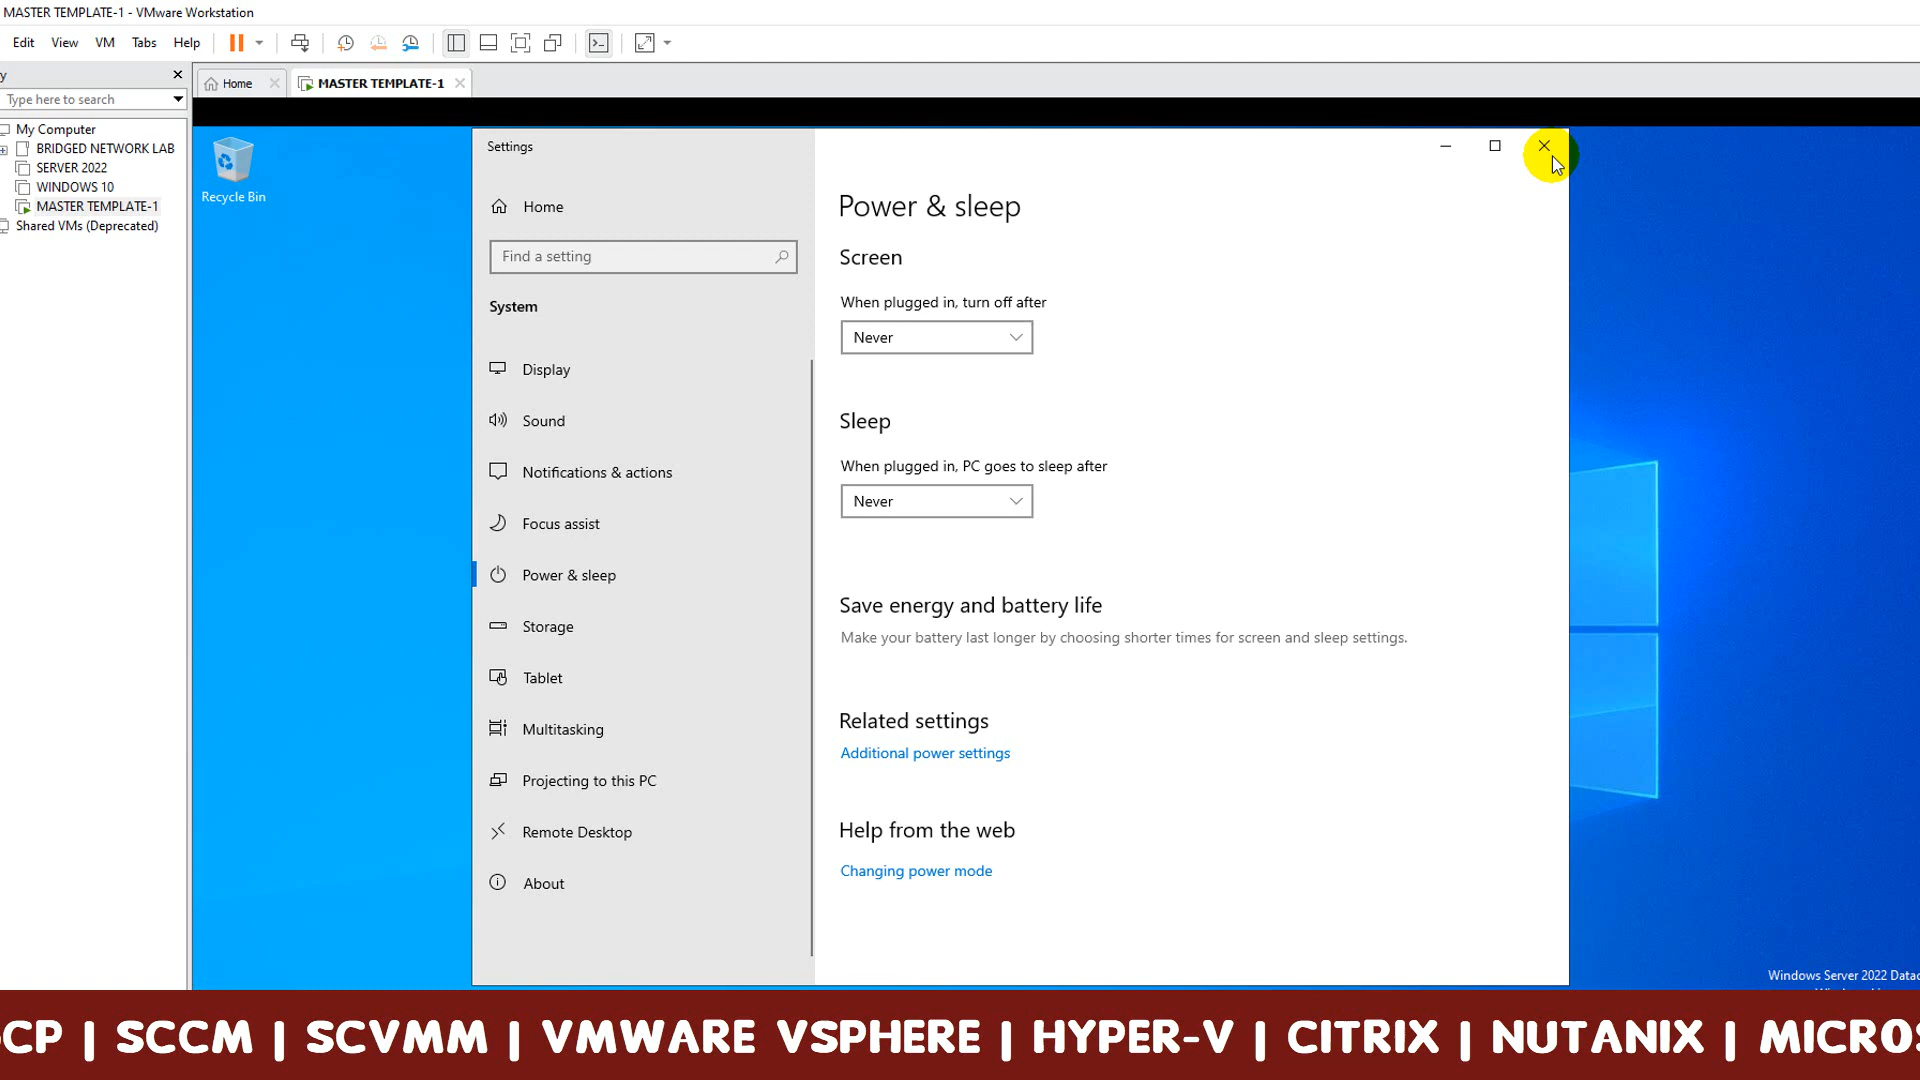 MASTER TEMPLATE-1 - VMware Workstation
Edit View VM Tabs Help
y
Type here to search
My Computer
BRIDGED NETWORK LAB
SERVER 2022
WINDOWS 10
MASTER TEMPLATE-1
Shared VMs (Deprecated)
Home
MASTER TEMPLATE-1
Recycle Bin
Settings
Home
Find a setting
System
Display
Sound
Notifications & actions
Focus assist
Power & sleep
Storage
Tablet
Multitasking
Projecting to this PC
Remote Desktop
About
Power & sleep
Screen
When plugged in, turn off after
Never
Sleep
When plugged in, PC goes to sleep after
Never
Save energy and battery life
Make your battery last longer by choosing shorter times for screen and sleep settings.
Related settings
Additional power settings
Help from the web
Changing power mode
Windows Server 2022 Datac
CP | SCCM | SCVMM | VMWARE VSPHERE | HYPER-V | CITRIX | NUTANIX | MICROS